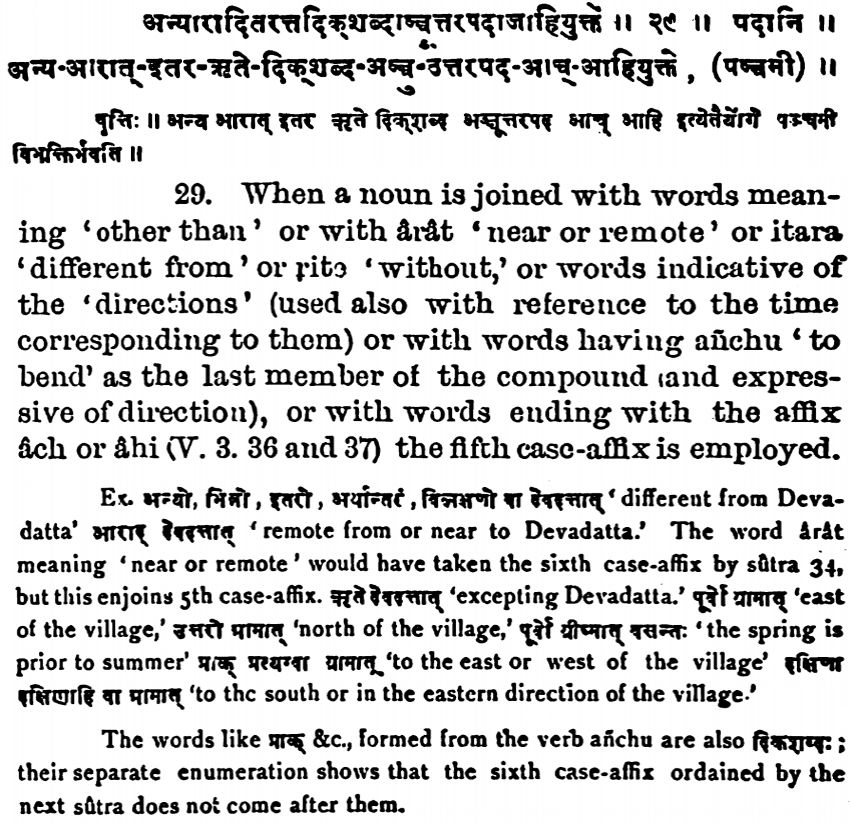 अन्यारादितरर्त्तेदिक्शब्दाञ्चूत्तरपदाजाहियुक्ते ॥ २९ ॥ पदानि ॥
अन्य-आरात्-इतर-ऋते-दिक्शब्द-अञ्चु-उत्तरपद-आच्-आहियुक्ते, (पञ्चमी) ॥
वृत्तिः ॥ अन्य आरात् इतर ऋते दिक्शब्द अञ्चूत्तरपद आच् आहि इत्येतैर्योगे पञ्चमी
विभक्तिर्भवति ॥
29. When a noun is joined with words mean-
ing ‘other than’ or with ârât ‘near or remote’ or itara
‘different from’ or ṛite ‘without,’ or words indicative of
the ‘directions’ (used also with reference to the time
corresponding to them) or with words having añchu ‘to
bend’ as the last member of the compound (and expres-
sive of direction), or with words ending with the affix
âch or âhi (V. 3. 36 and 37) the fifth case-affix is employed.
Ex. अन्यो, भिन्नो, इतरो, अर्थान्तरं, विलक्षणो वा देवदत्तात् ‘different from Deva-
datta’ आराद् देवदत्तात् ‘remote from or near to Devadatta.’ The word ârât
meaning ‘near or remote’ would have taken the sixth case-affix by sûtra 34,
but this enjoins 5th case-affix. ऋते देवदत्तात् ‘excepting Devadatta.’ पूर्वो ग्रामात् ‘east
of the village,’ उत्तरो ग्रामात् ‘north of the village,’ पूर्वो ग्रीष्मात् वसन्तः ‘the spring is
prior to summer’ प्राक् प्रत्यग्वा ग्रामात् ‘to the east or west of the village’ दक्षिणा
दक्षिणाहि वा ग्रामात् ‘to the south or in the eastern direction of the village.’
The words like प्राक् &c., formed from the verb añchu are also दिक्शब्दः;
their separate enumeration shows that the sixth case-affix ordained by the
next sûtra does not come after them.